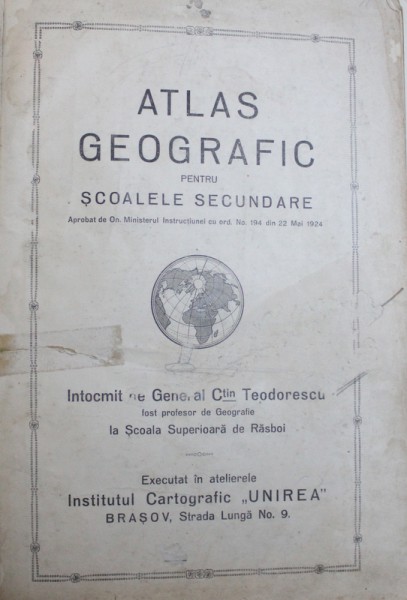 ATLAS
GEOGRAFIC
PENTRU
ȘCOALELE SECUNDARE
Aprobat de On. Ministerul Instrucțiunei cu ord. No. 194 din 22 Mai 1924
Intocmit de General Ctin Teodorescu
fost profesor de Geografie
la Școala Superioară de Răsboi
Executat în atelierele
Institutul Cartografic „UNIREA"
BRAȘOV, Strada Lungă No. 9.